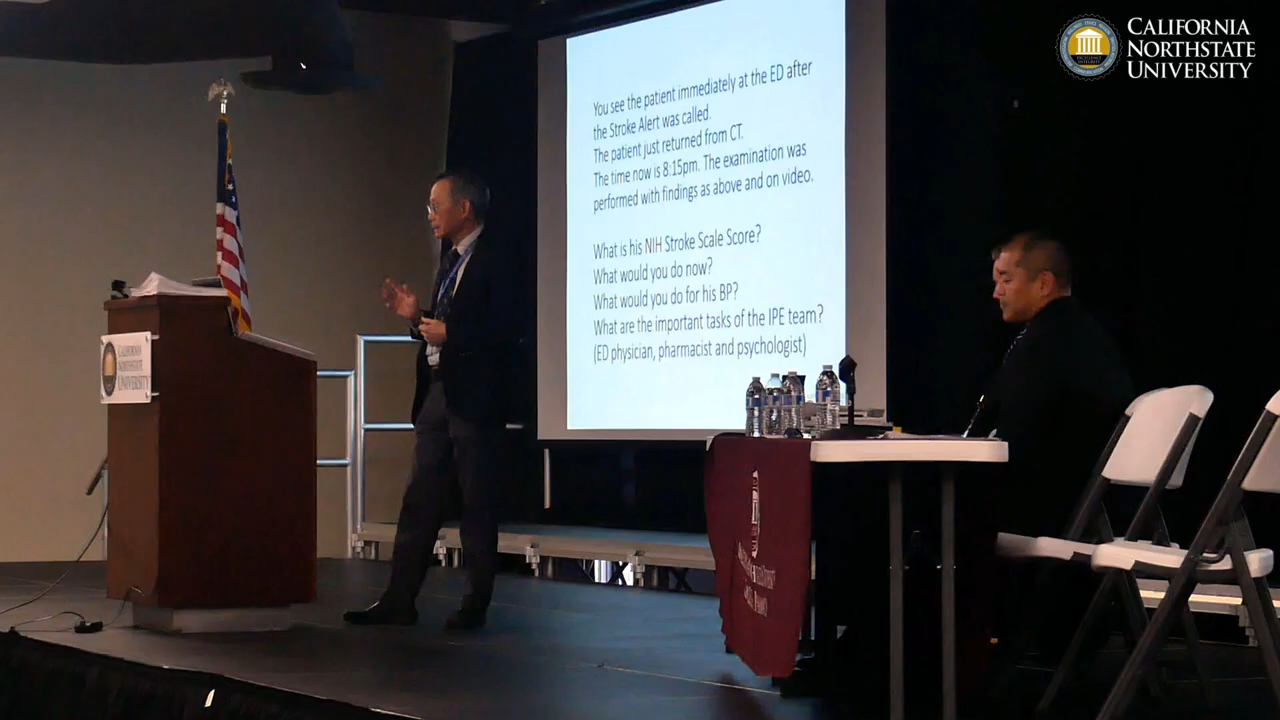 CALIFORNIA
NORTHSTATE
UNIVERSITY
You see the patient immediately at the ED after
the Stroke Alert was called.
The patient just returned from CT.
The time now is 8:15pm. The examination was
performed with findings as above and on video.
What is his NIH Stroke Scale Score?
What would you do now?
What would you do for his BP?
What are the important tasks of the IPE team?
(ED physician, pharmacist and psychologist)
CALIFORNIA
NORTHSTATE
UNIVERSITY